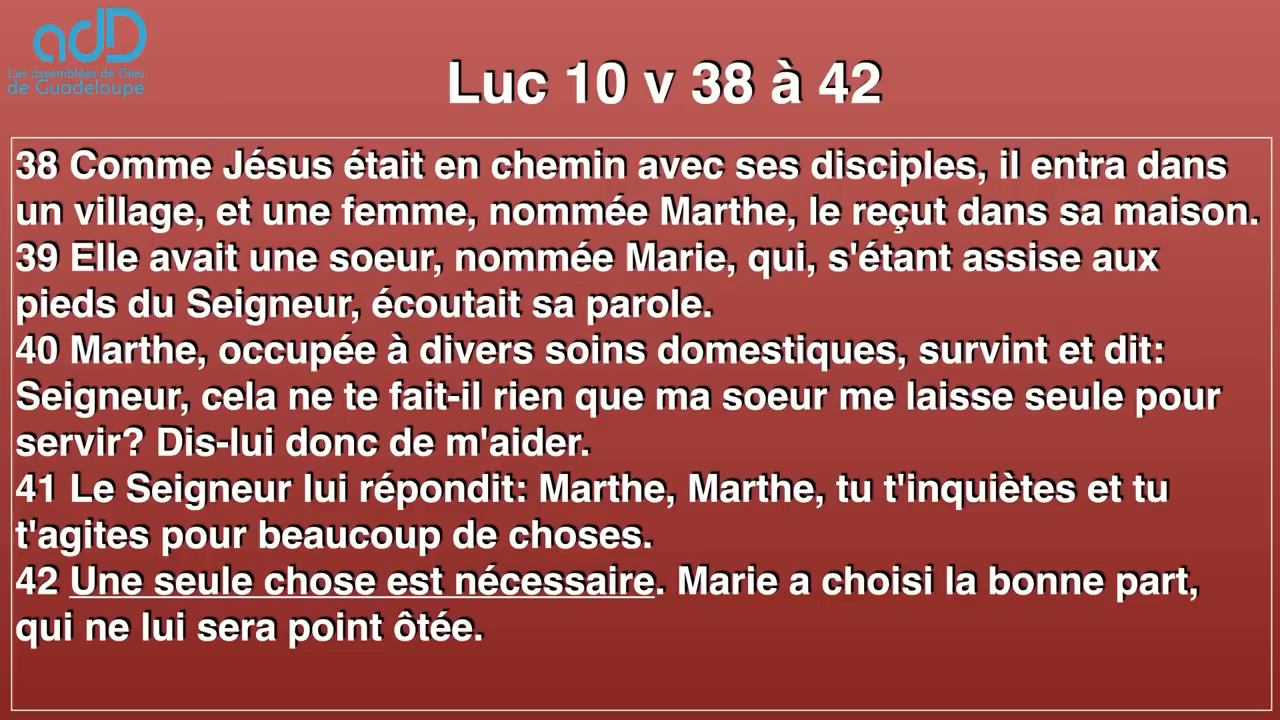 adD
Les assemblées de Dieu
de Guadeloupe
Luc 10 v 38 à 42
38 Comme Jésus était en chemin avec ses disciples, il entra dans
un village, et une femme, nommée Marthe, le reçut dans sa maison.
39 Elle avait une soeur, nommée Marie, qui, s'étant assise aux
pieds du Seigneur, écoutait sa parole.
40 Marthe, occupée à divers soins domestiques, survint et dit:
Seigneur, cela ne te fait-il rien que ma soeur me laisse seule pour
servir? Dis-lui donc de m'aider.
41 Le Seigneur lui répondit: Marthe, Marthe, tu t'inquiètes et tu
t'agites pour beaucoup de choses.
42 Une seule chose est nécessaire. Marie a choisi la bonne part,
qui ne lui sera point ôtée.